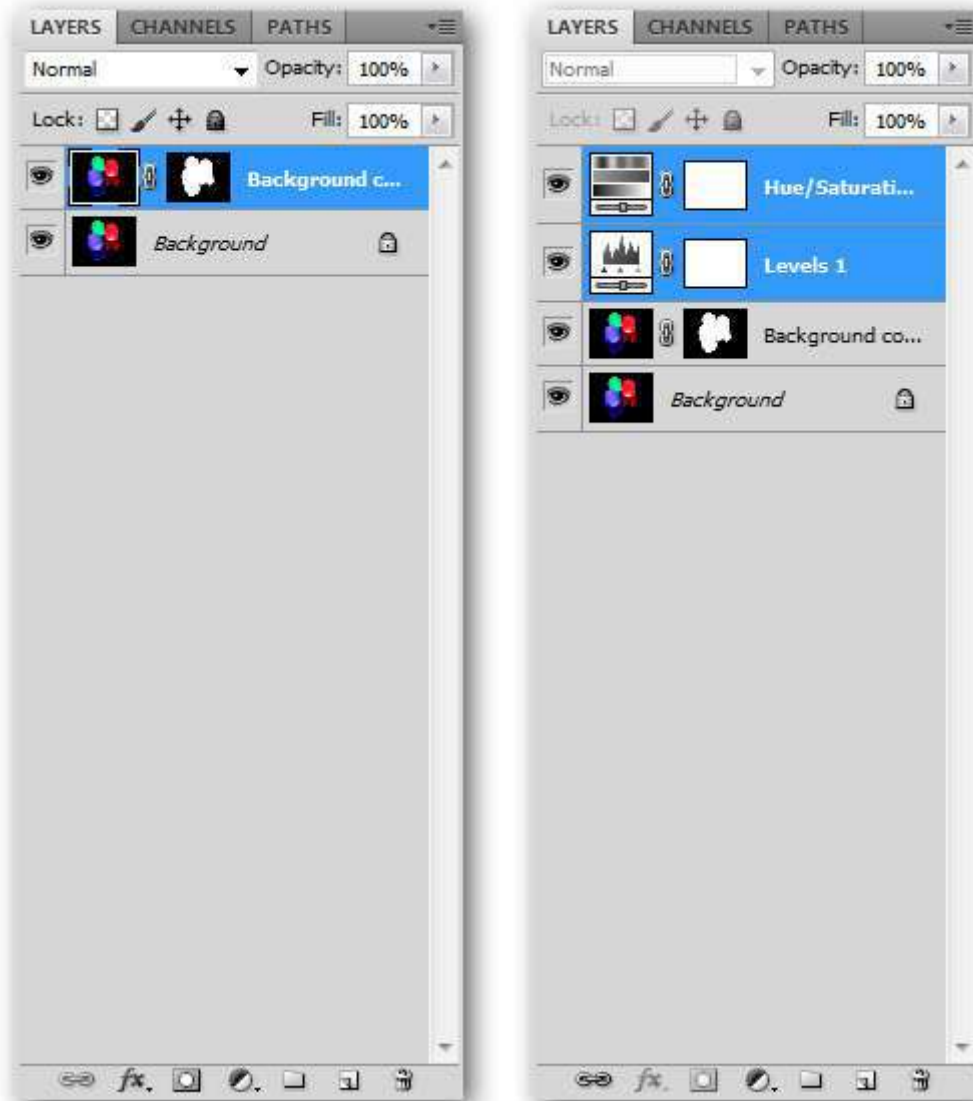 LAYERS CHANNELS PATHS
Normal Opacity: 100%
Lock: Fill: 100%
Background c...
Background
fx.
LAYERS CHANNELS PATHS
Normal Opacity: 100%
Lock: Fill: 100%
Hue/Saturati...
Levels 1
Background co...
Background
fx.